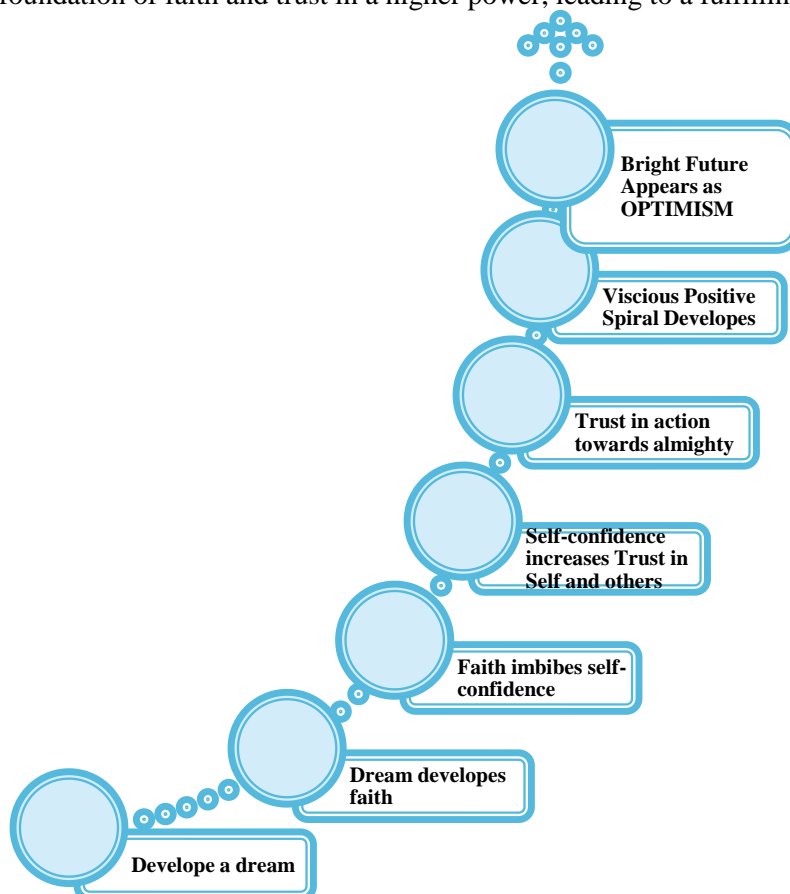 foundation of faith and trust in a higher power, leading to a
Bright Future
Appears as
OPTIMISM
Viscious Positive
Spiral Developes
Trust in action
towards almighty
Self-confidence
increases Trust in
Self and others
Faith imbibes self-
confidence
Dream developes
faith
Develope a dream